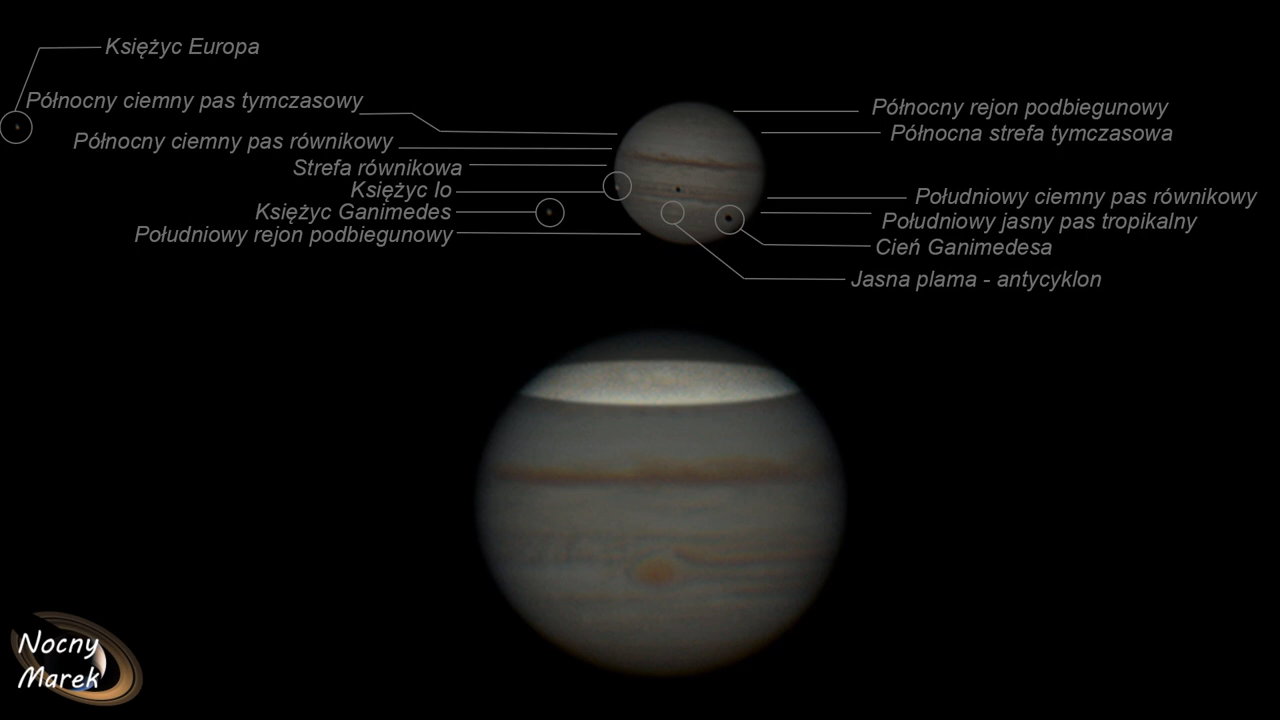 Księżyc Europa
Północny ciemny pas tymczasowy
Północny ciemny pas równikowy
Strefa równikowa
Księżyc Io
Księżyc Ganimedes
Południowy rejon podbiegunowy
Północny rejon podbiegunowy
Północna strefa tymczasowa
Południowy ciemny pas równikowy
Południowy jasny pas tropikalny
Cień Ganimedesa
Jasna plama - antycyklon
Nocny
Marek